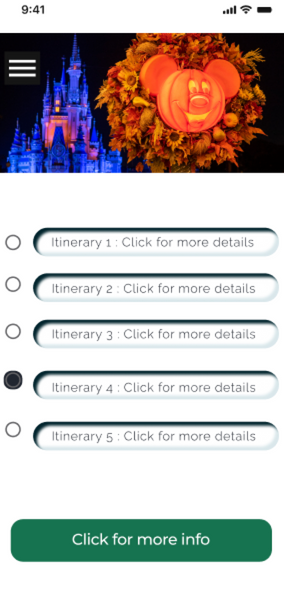 9:41
Itinerary 1 : Click for more details
Itinerary 2 : Click for more details
Itinerary 3 : Click for more details
Itinerary 4 : Click for more details
Itinerary 5 : Click for more details
Click for more info